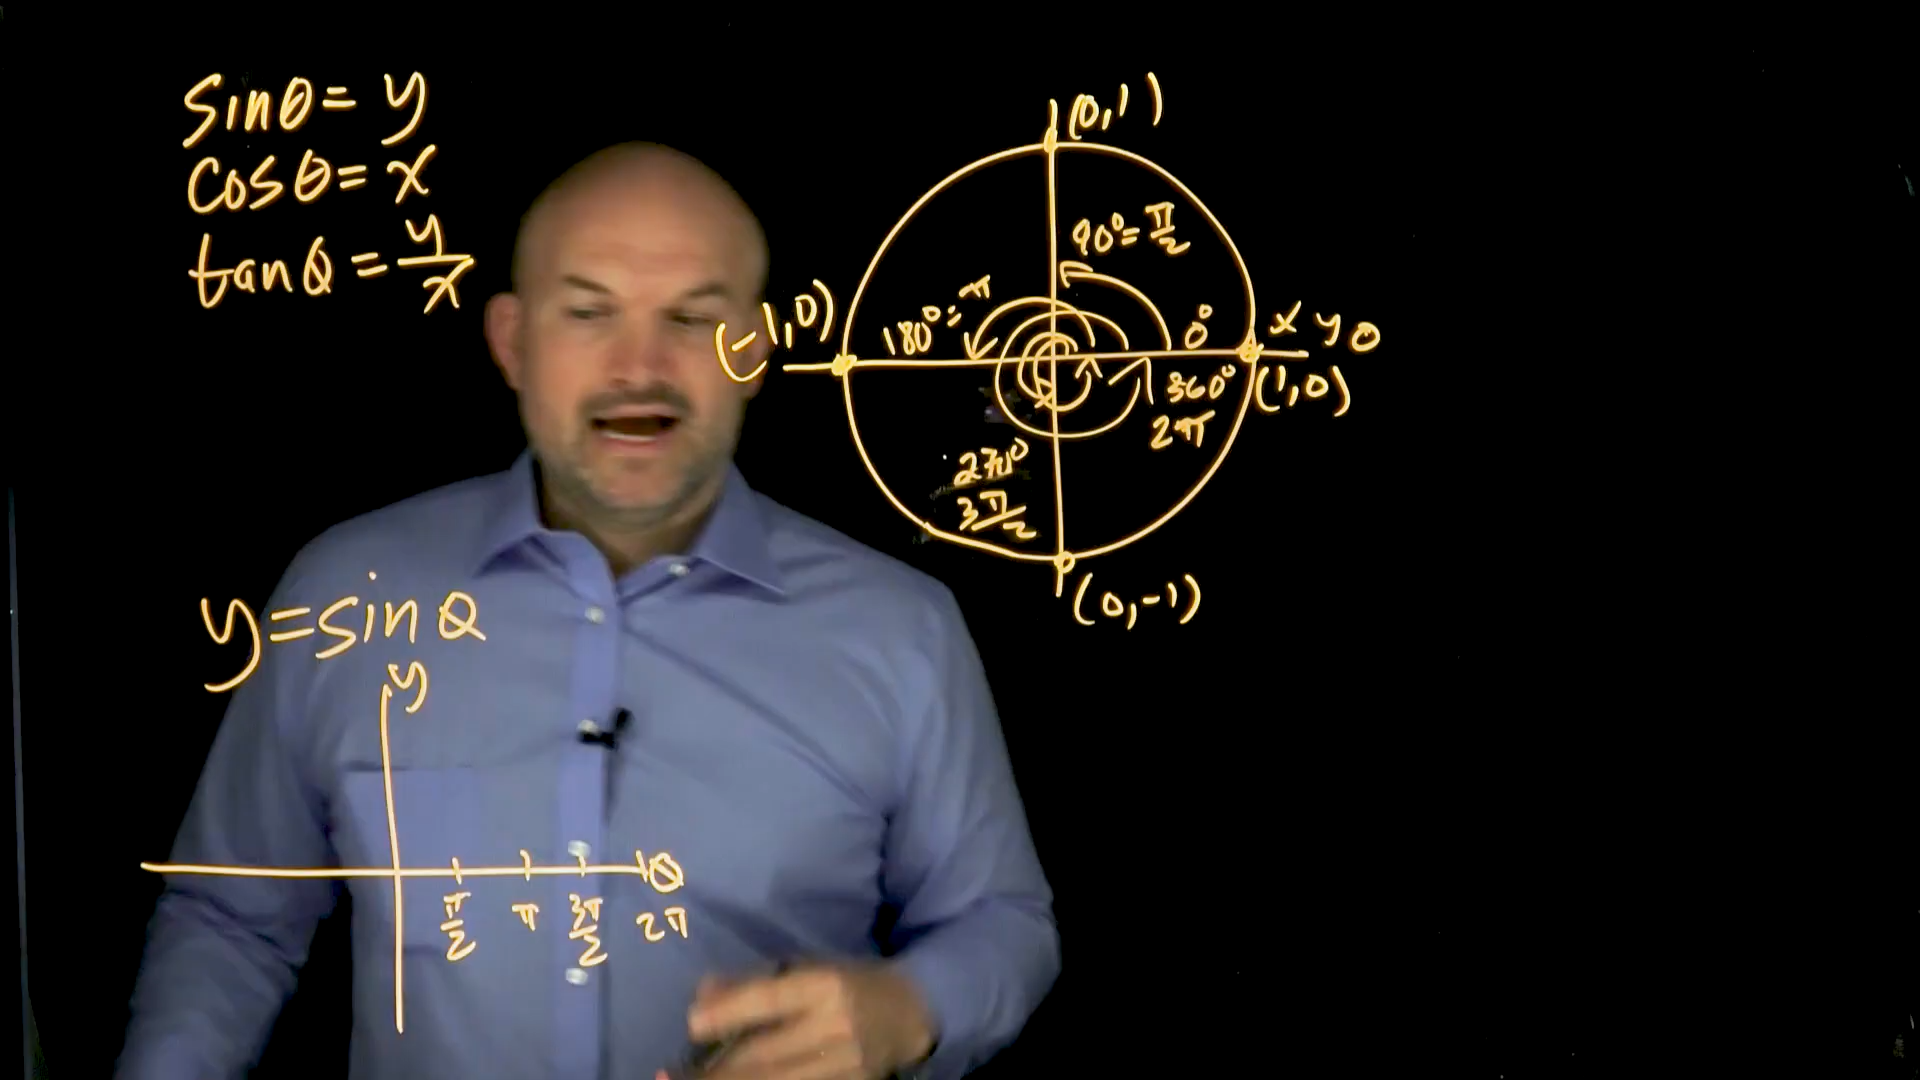 sinθ = y
cosθ = x
tanθ = y/x
(0,1)
90° = π/2
180° = π
(-1,0)
0°
x y θ
360°
2π
(1,0)
270°
3π/2
(0,-1)
y = sin θ
y
θ
π/2 π 3π/2 2π